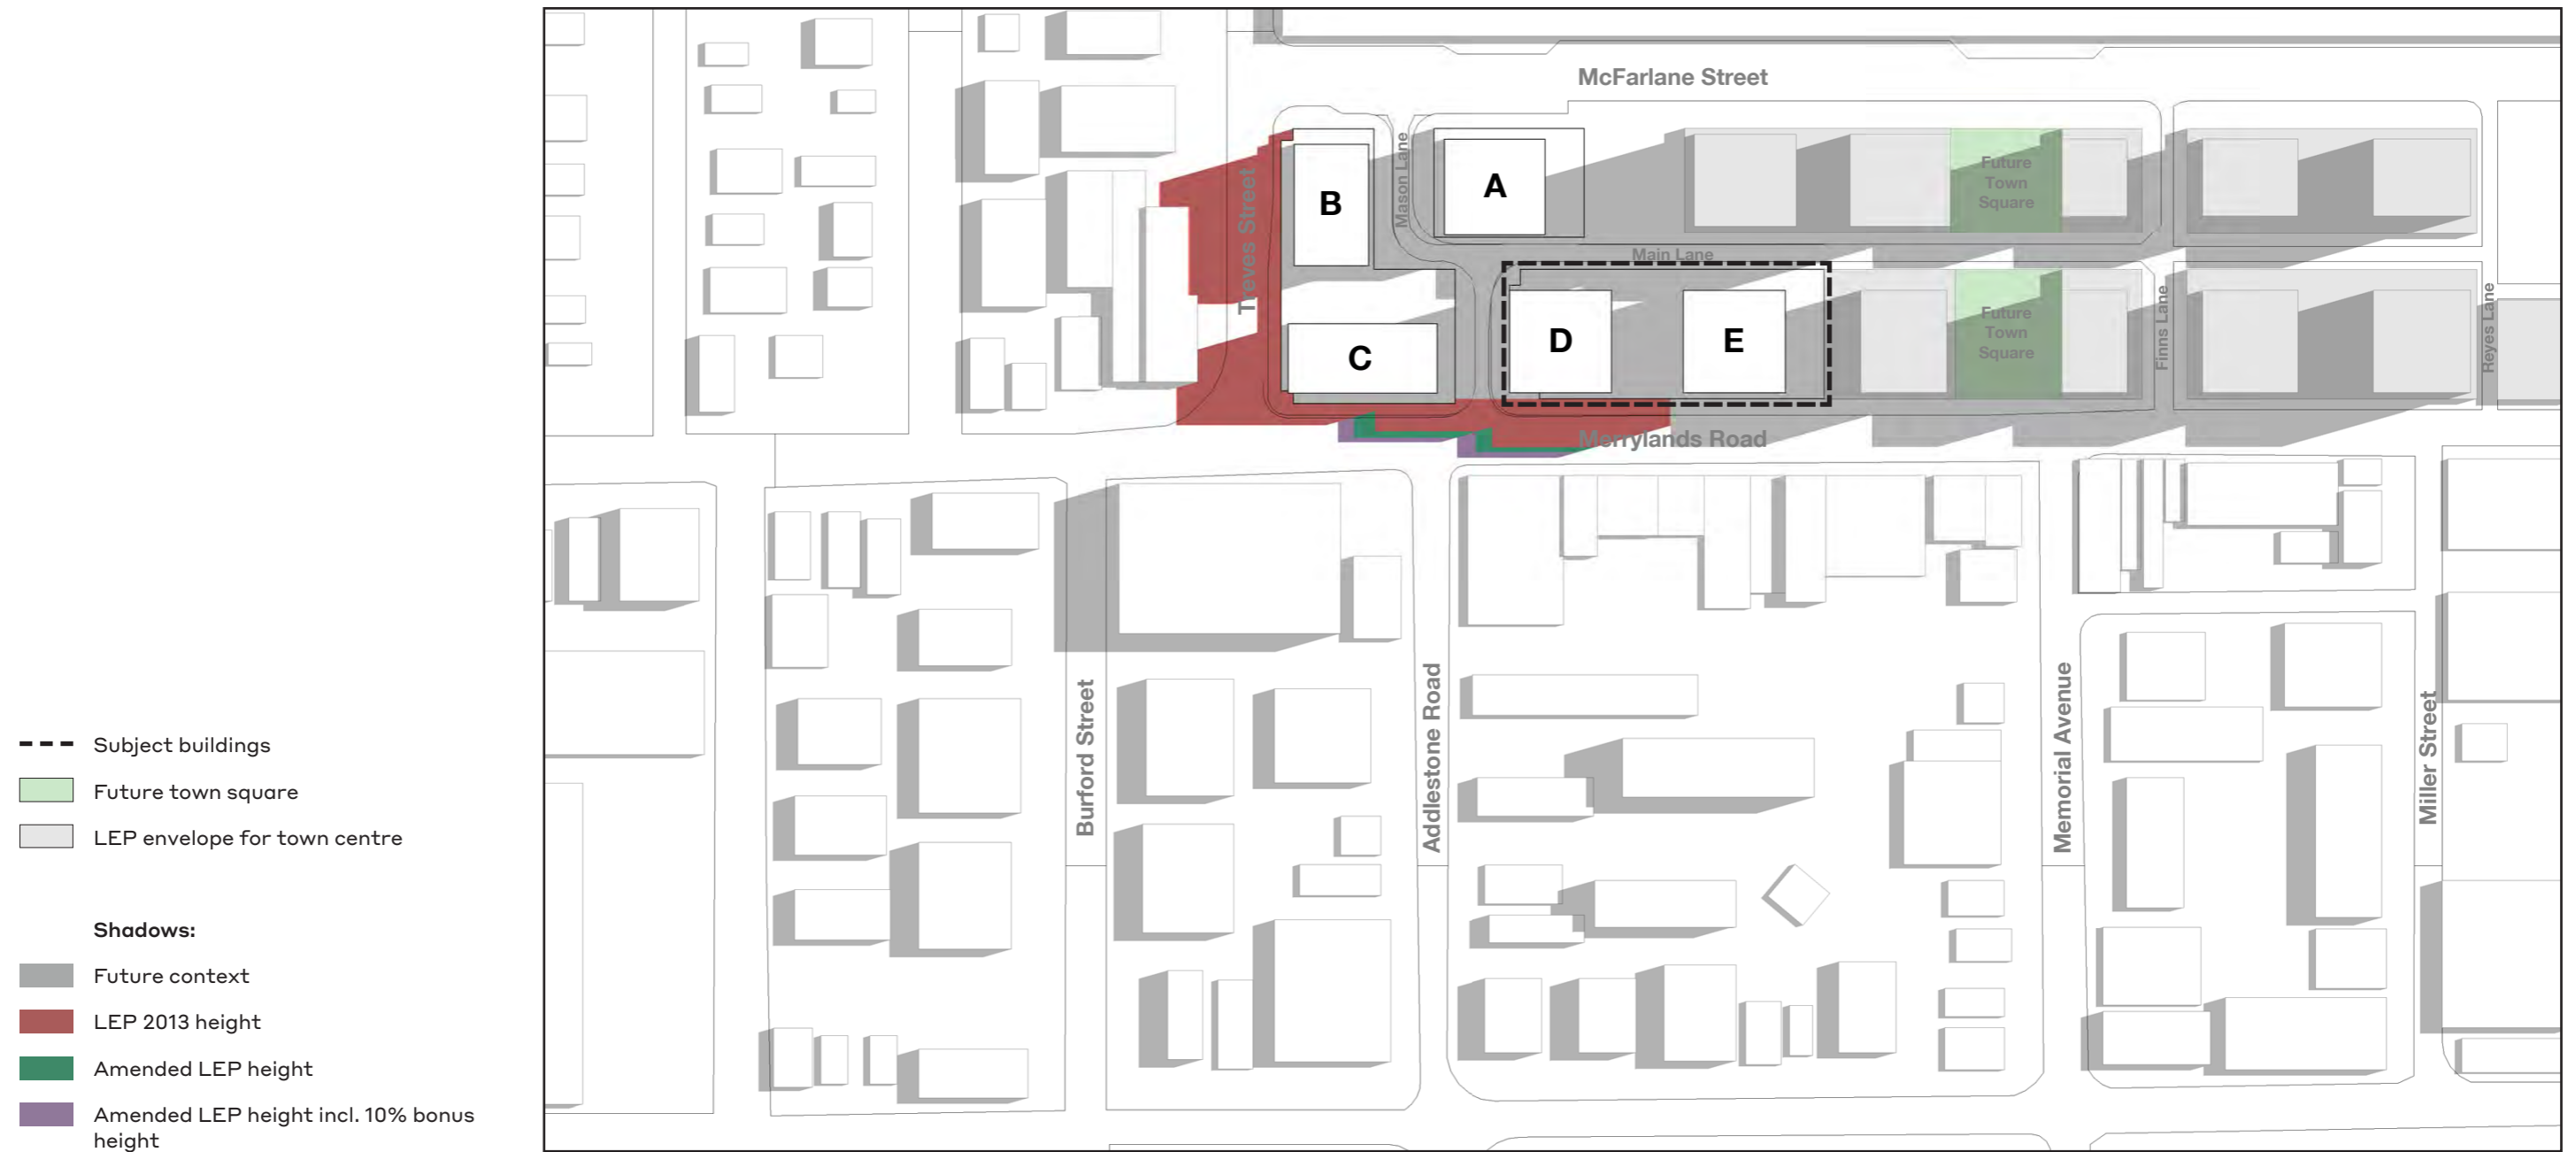 McFarlane Street
Mason Lane
Treves Street
B
A
Future
Town
Square
Main Lane
C
D
E
Future
Town
Square
Finns Lane
Reyes Lane
Merrylands Road
Burford Street
Addlestone Road
Memorial Avenue
Miller Street
Subject buildings
Future town square
LEP envelope for town centre
Shadows:
Future context
LEP 2013 height
Amended LEP height
Amended LEP height incl. 10% bonus
height